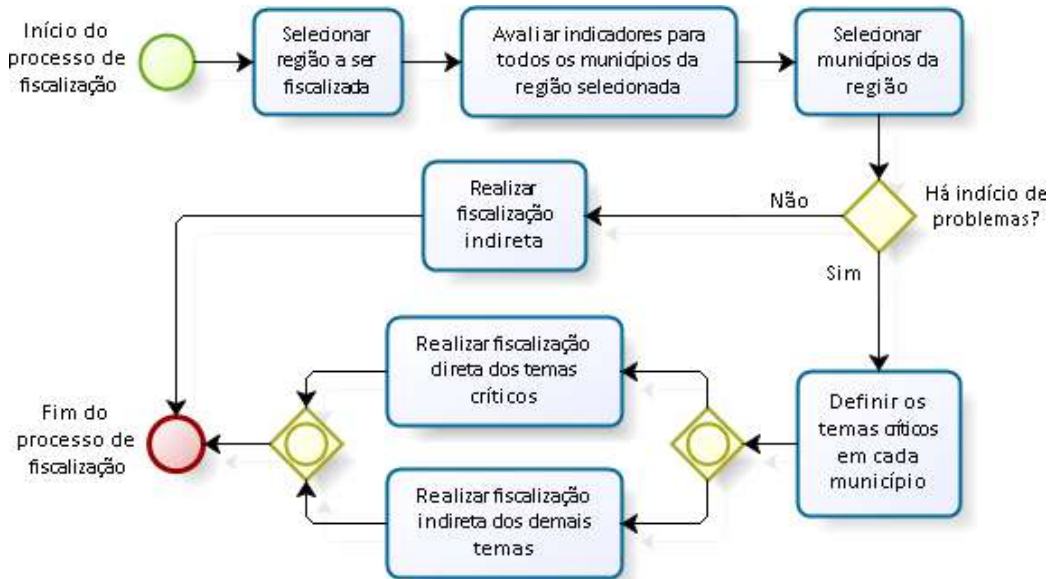 Início do
processo de
fiscalização
Selecionar
região a ser
fiscalizada
Avaliar indicadores para
todos os municípios da
região selecionada
Selecionar
municípios da
região
Há indício de
problemas?
Não
Realizar
fiscalização
indireta
Sim
Realizar fiscalização
direta dos temas
críticos
Definir os
temas críticos
em cada
município
Fim do
processo de
fiscalização
Realizar fiscalização
indireta dos demais
temas